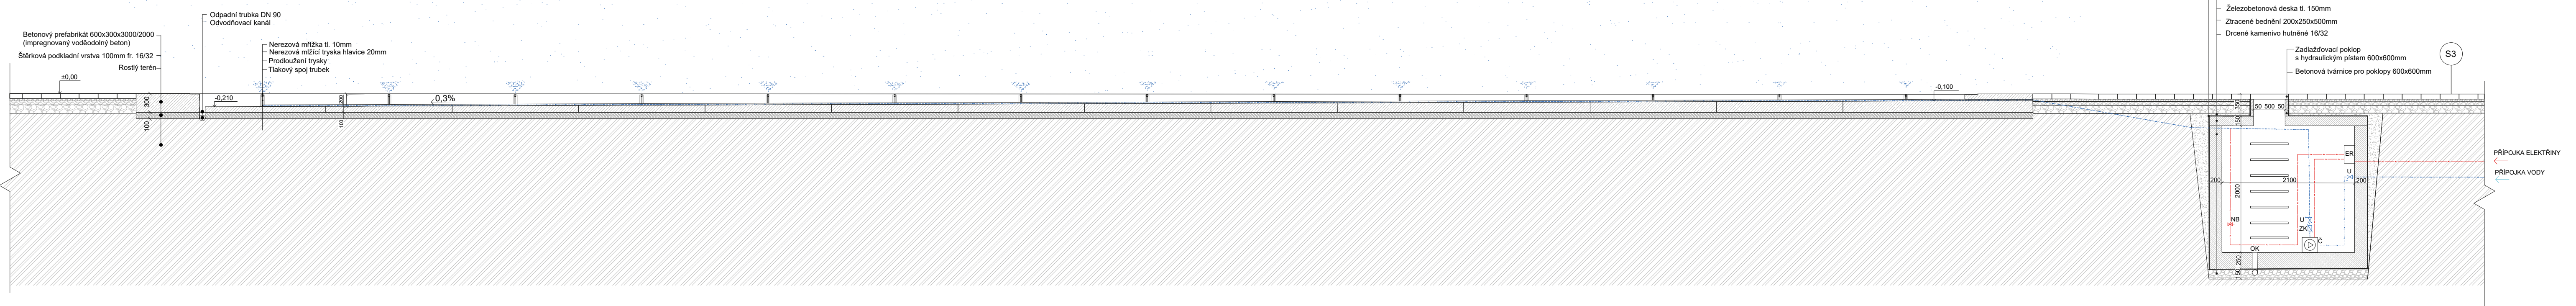 Odpadní trubka DN 90
Odvodňovací kanál
Betonový prefabrikát 600x300x3000/2000
(impregnovaný voděodolný beton)
Štěrková podkladní vrstva 100mm fr. 16/32
Rostlý terén
±0,00
Nerezová mřížka tl. 10mm
Nerezová mlžící tryska hlavice 20mm
Prodloužení trysky
Tlakový spoj trubek
300
100
-0,210
200
100
0,3%
-0,100
Železobetonová deska tl. 150mm
Ztracené bednění 200x250x500mm
Drcené kamenivo hutněné 16/32
Zadlažďovací poklop
s hydraulickým pístem 600x600mm
Betonová tvárnice pro poklopy 600x600mm
S3
350
50 500 50
150
ER
U
200
2100
200
2000
NB
U
ZK
Č
OK
250
150
PŘÍPOJKA ELEKTŘINY
PŘÍPOJKA VODY